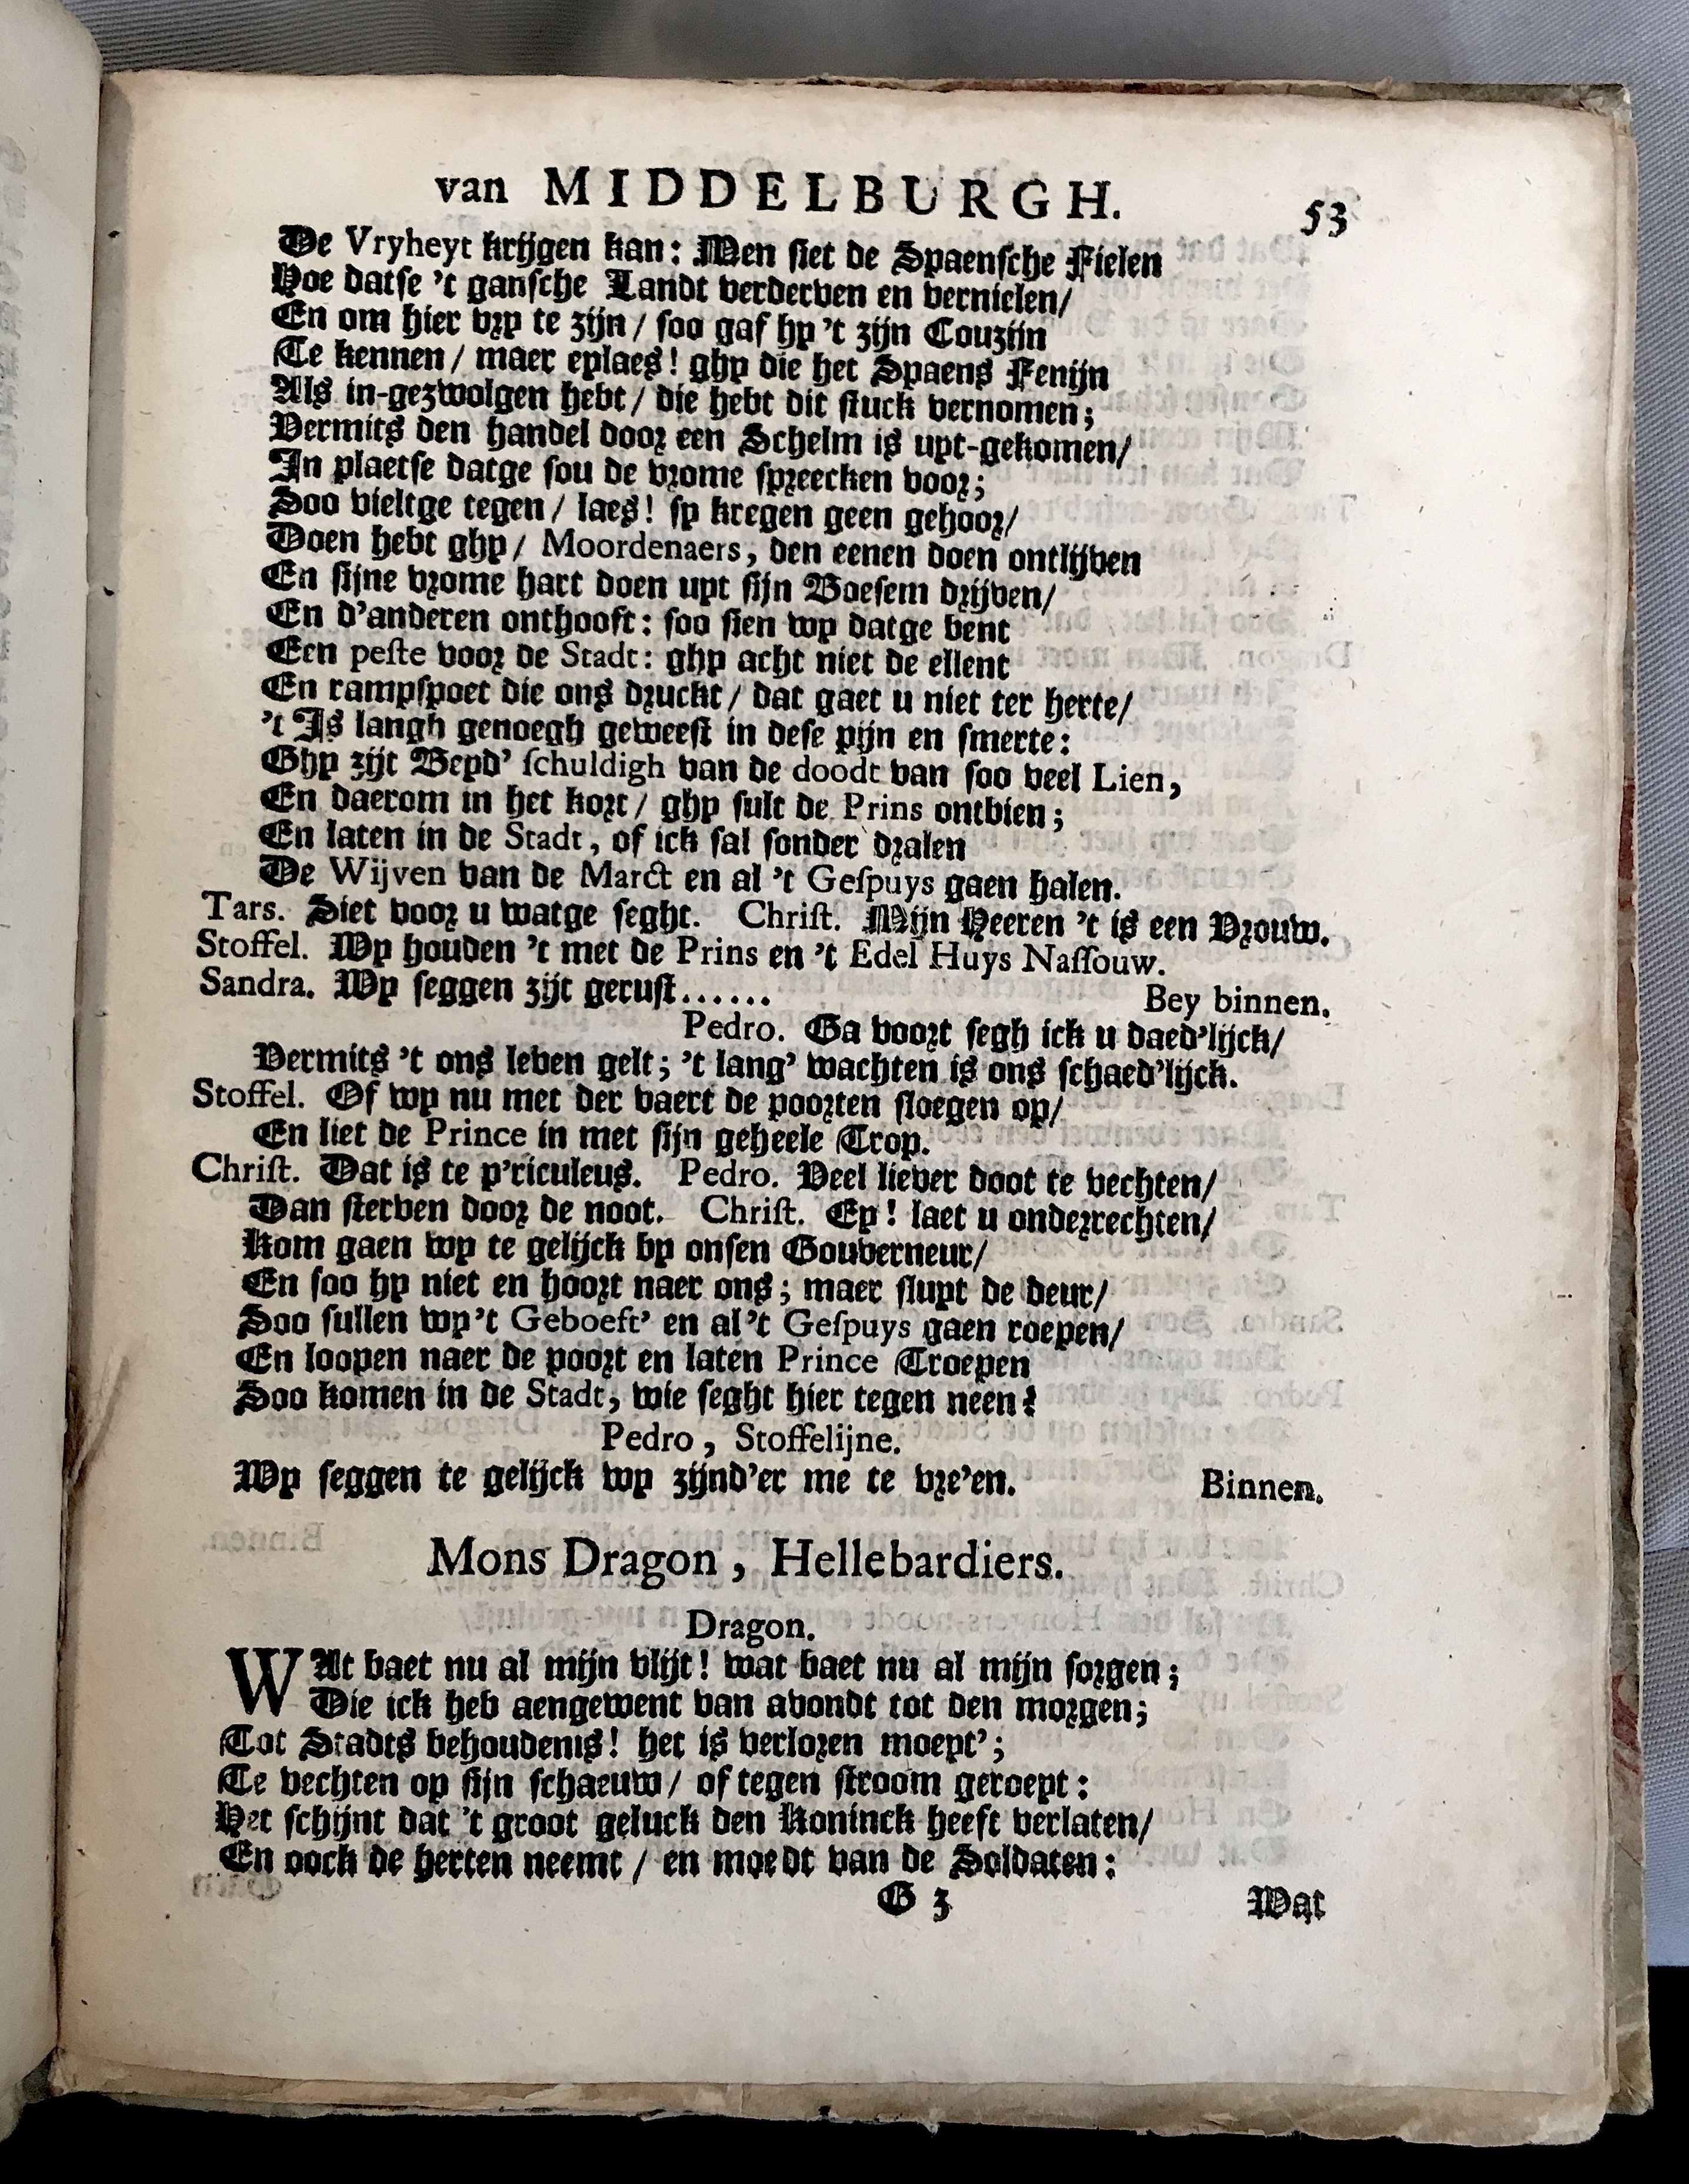 van MIDDELBURGH. 53
De Vryheyt krijgen kan: Men siet de Spaensche Fielen
Hoe datse 't gansche Landt verderven en vernielen/
En om hier vry te zijn / soo gaf hy 't zijn Couzijn
Te kennen / maer eylaes! ghy die het Spaens Fenijn
Als in-gezwolgen hebt / die hebt dit stuck vernomen;
Vermits den handel door een Schelm is uyt-gekomen/
In plaetse datge sou de vrome spreecken voor;
Soo vieltge tegen / laes! sy kregen geen gehoor/
Doen hebt ghy / Moordenaers, den eenen doen ontlijven
En sijne vrome hart doen uyt sijn Boesem drijven/
En d'anderen onthooft: soo sien wy datge bent
Een peste voor de Stadt: ghy acht niet de ellent
En rampspoet die ons druckt / dat gaet u niet ter herte/
't Is langh genoegh geweest in dese pijn en smerte:
Ghy zijt Beyd' schuldigh van de doodt van soo veel Lien,
En daerom in het kort / ghy sult de Prins ontbien;
En laten in de Stadt, of ick sal sonder dralen
De Wijven van de Marct en al 't Gespuys gaen halen.
Tars. Siet voor u watge seght. Christ. Mijn Heeren 't is een Vrouw.
Stoffel. Wy houden 't met de Prins en 't Edel Huys Nassouw.
Sandra. Wy seggen zijt gerust...... Bey binnen.
Pedro. Ga voort segh ick u daed'lijck/
Vermits 't ons leven gelt; 't lang' wachten is ons schaed'lijck.
Stoffel. Of wy nu met der vaert de poorten sloegen op/
En liet de Prince in met sijn geheele Trop.
Christ. Dat is te p'riculeus. Pedro. Veel liever doot te vechten/
Dan sterven door de noot. Christ. Ey! laet u onderrechten/
Kom gaen wy te gelijck by onsen Gouverneur/
En soo hy niet en hoort naer ons; maer sluyt de deur/
Soo sullen wy't Geboeft' en al't Gespuys gaen roepen/
En loopen naer de poort en laten Prince Troepen
Soo komen in de Stadt, wie seght hier tegen neen?
Pedro, Stoffelijne.
Wy seggen te gelijck wy zijnd'er me te vre'en. Binnen.
Mons Dragon, Hellebardiers.
Dragon.
WAt baet nu al mijn vlijt! wat baet nu al mijn sorgen;
Die ick heb aengewent van avondt tot den morgen;
Tot Stadts behoudenis! het is verloren moeyt';
Te vechten op sijn schaeuw / of tegen stroom geroeyt:
Het schijnt dat 't groot geluck den Koninck heeft verlaten/
En oock de herten neemt / en moedt van de Soldaten:
G 3 Wat